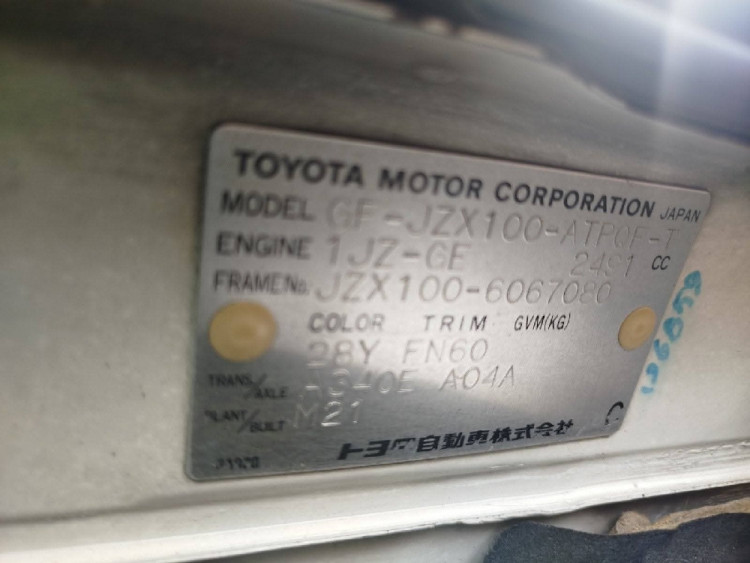 TOYOTA MOTOR CORPORATION JAPAN
MODEL GF-JZX100-ATPQF-T
ENGINE 1JZ-GE 2491 CC
FRAME No. JZX100-6067080
COLOR TRIM GVM(KG)
28Y FN60
TRANS/AXLE A340E A04A
PLANT/BUILT M21
トヨタ自動車株式会社 C